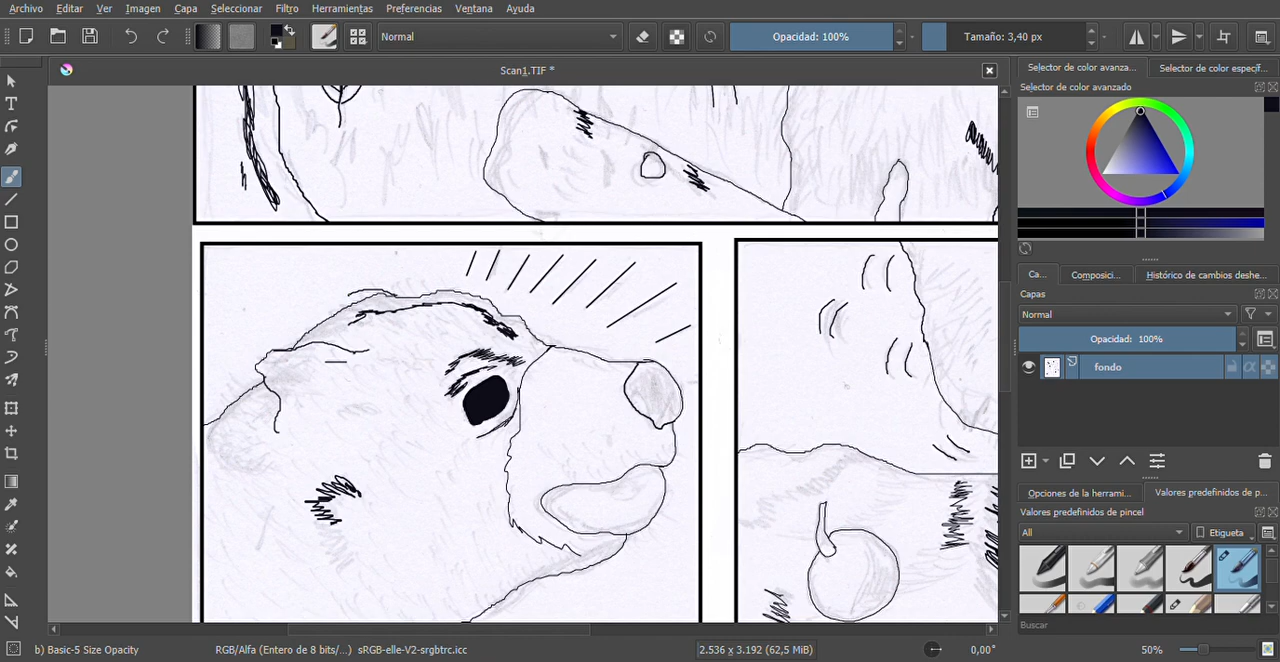 Archivo Editar Ver Imagen Capa Seleccionar Filtro Herramientas Preferencias Ventana Ayuda
Normal
Opacidad: 100%
Tamaño: 3,40 px
Scan1.TIF *
Selector de color avanza...
Selector de color específ...
Selector de color avanzado
Ca...
Composici...
Histórico de cambios deshe...
Capas
Normal
Opacidad: 100%
fondo
Opciones de la herrami...
Valores predefinidos de p...
Valores predefinidos de pincel
All
Etiqueta
Buscar
b) Basic-5 Size Opacity
RGB/Alfa (Entero de 8 bits/...) sRGB-elle-V2-srgbtrc.icc
2.536 x 3.192 (62,5 MiB)
0,00°
50%